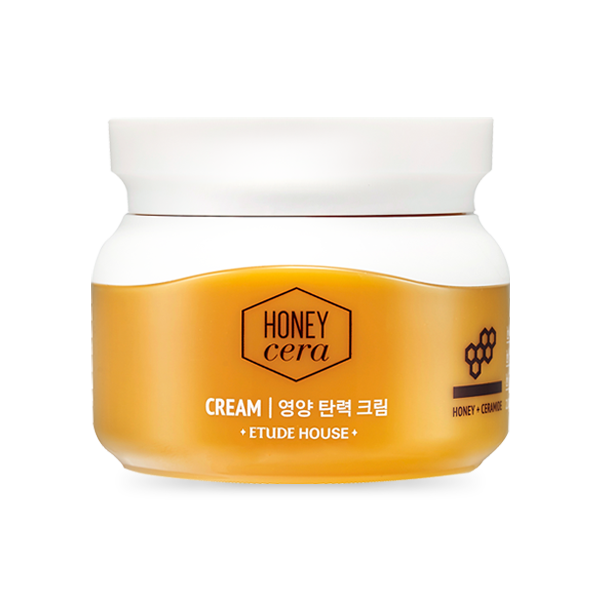 HONEY
cera
CREAM | 영양 탄력 크림
ETUDE HOUSE
HONEY + CERAMIDE